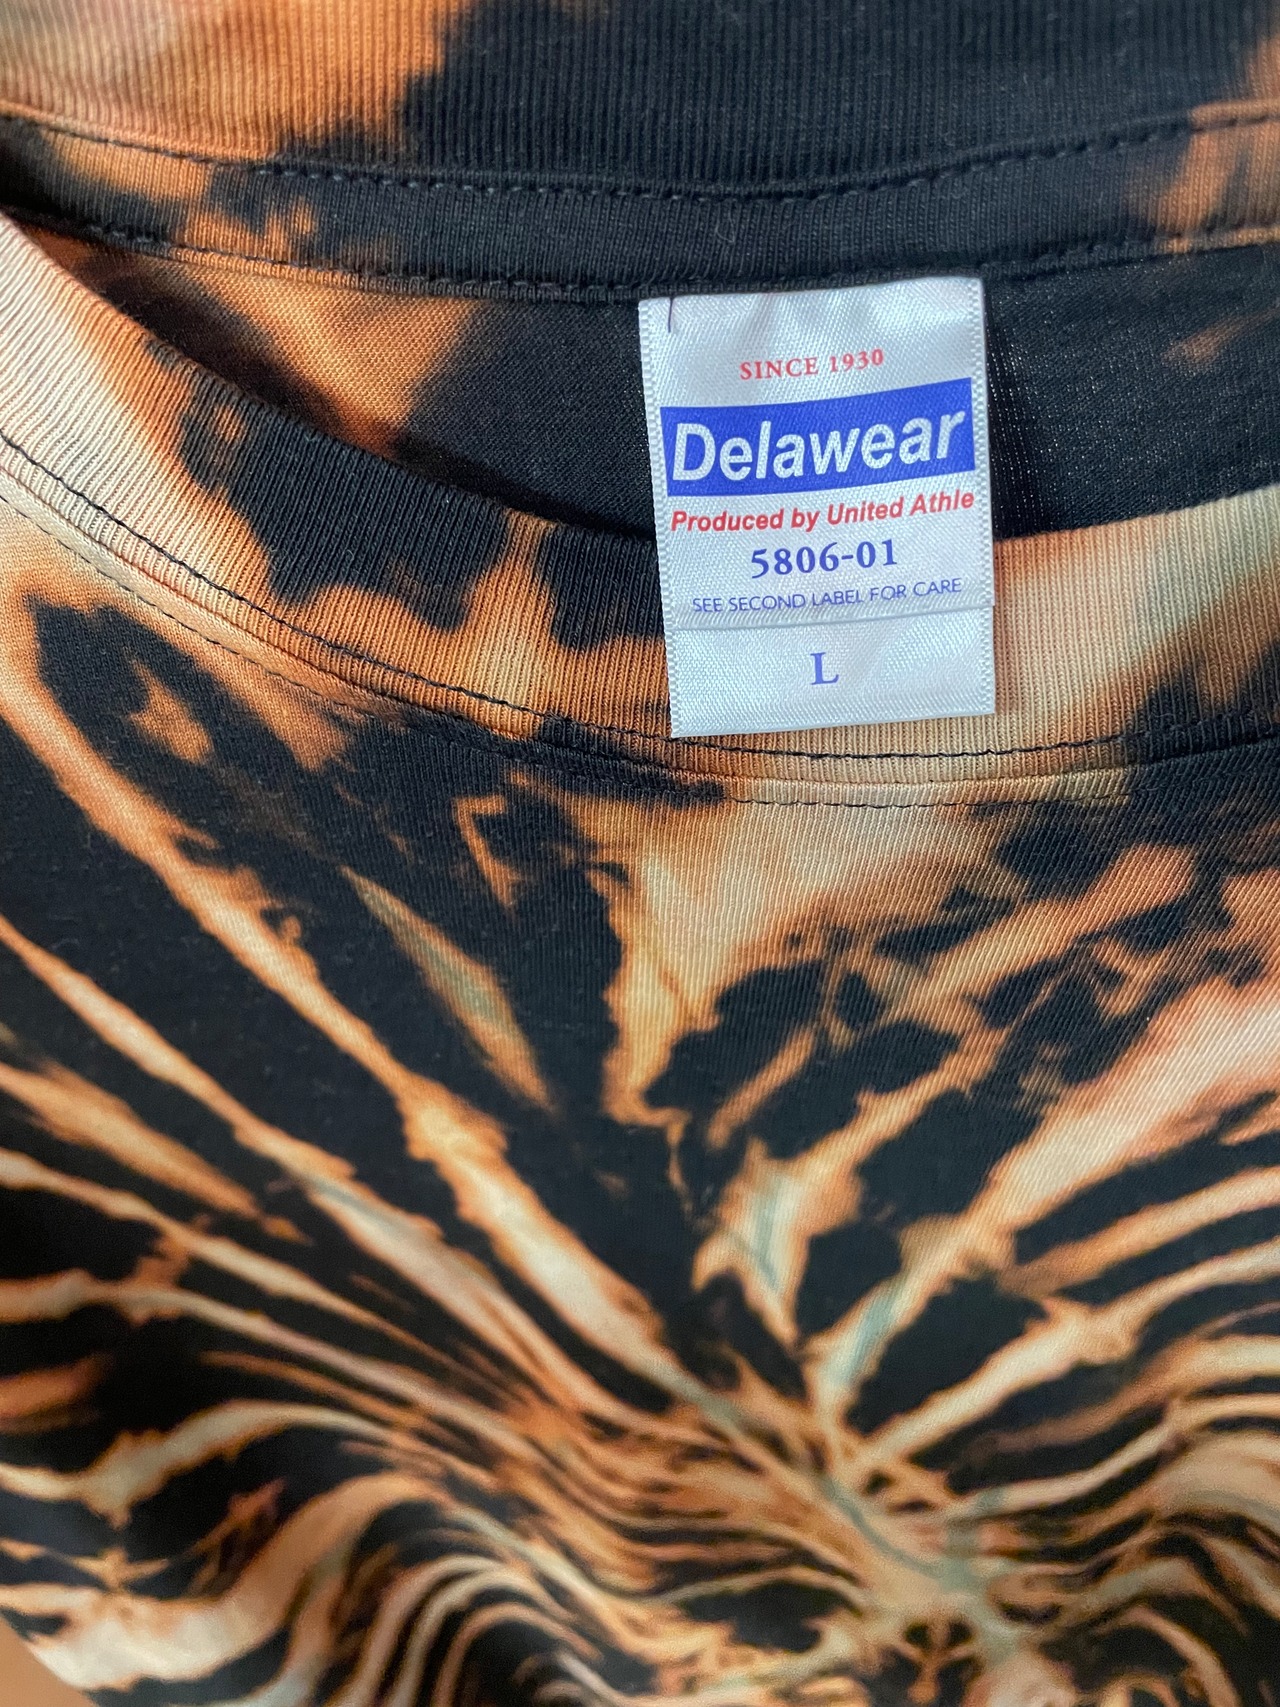 SINCE 1930
Delawear
Produced by United Athle
5806-01
SEE SECOND LABEL FOR CARE
L